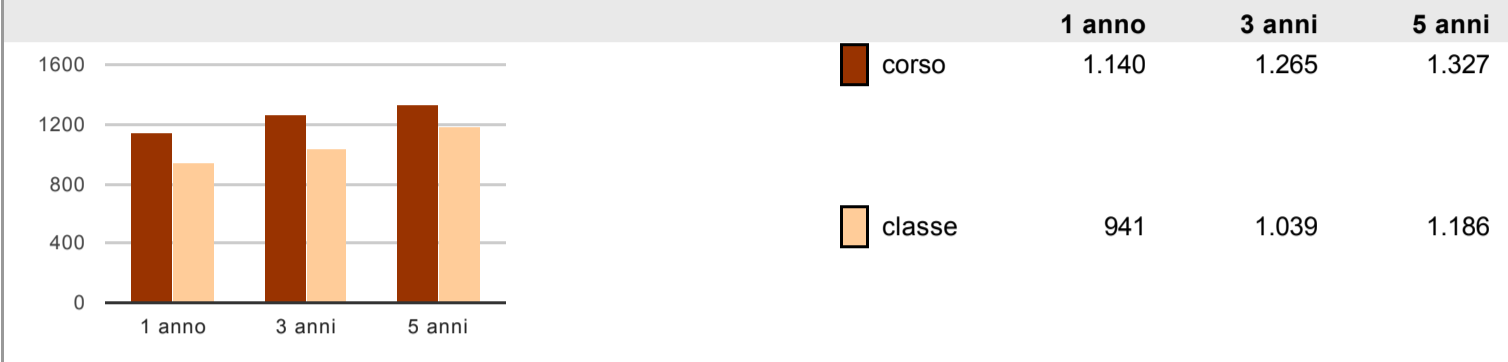 1 anno 3 anni 5 anni
1600
1200
800
400
0
1 anno 3 anni 5 anni
corso 1.140 1.265 1.327
classe 941 1.039 1.186